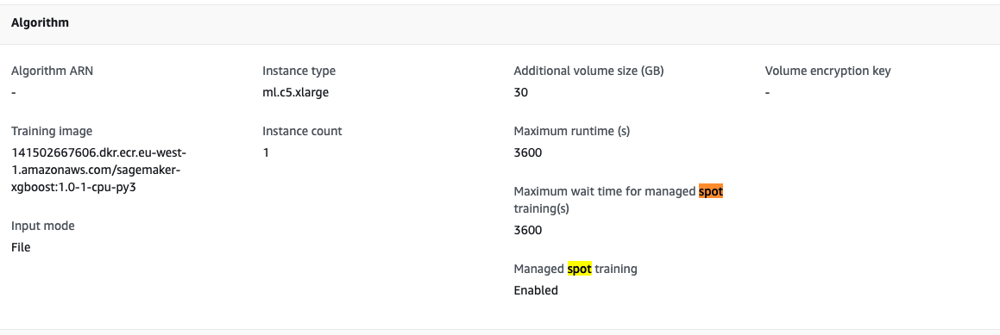 Algorithm
Algorithm ARN
-
Instance type
ml.c5.xlarge
Additional volume size (GB)
30
Volume encryption key
-
Training image
141502667606.dkr.ecr.eu-west-
1.amazonaws.com/sagemaker-
xgboost:1.0-1-cpu-py3
Instance count
1
Maximum runtime (s)
3600
Maximum wait time for managed spot
training(s)
3600
Input mode
File
Managed spot training
Enabled